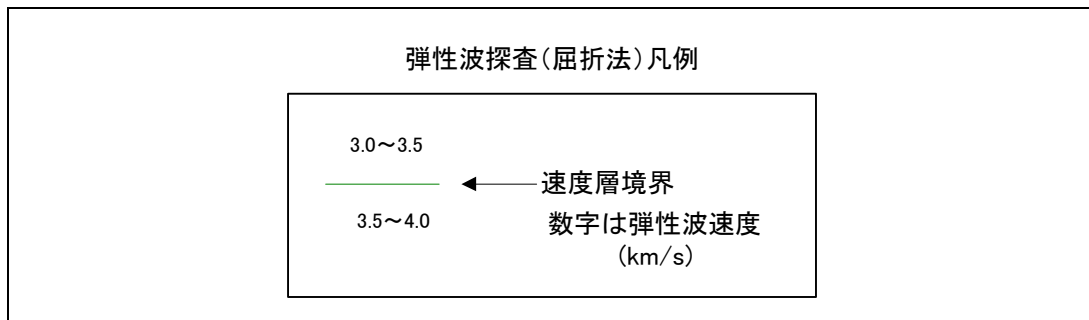 弾性波探査(屈折法)凡例
3.0～3.5
速度層境界
3.5～4.0
数字は弾性波速度
(km/s)